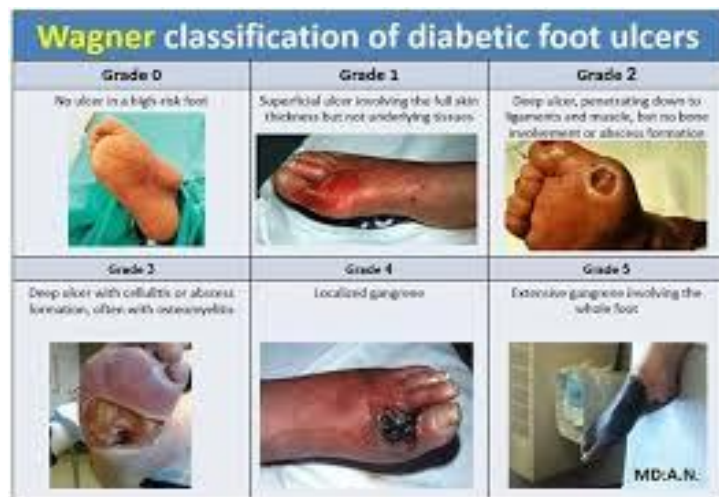 Wagner classification of diabetic foot ulcers
Grade 0
No ulcer in a high-risk foot
Grade 1
Superficial ulcer involving the full skin
thickness but not underlying tissues
Grade 2
Deep ulcer, penetrating down to
ligaments and muscle, but no bone
involvement or abscess formation
Grade 3
Deep ulcer with cellulitis or abscess
formation, often with osteomyelitis
Grade 4
Localized gangrene
Grade 5
Extensive gangrene involving the
whole foot
MD:A.N.